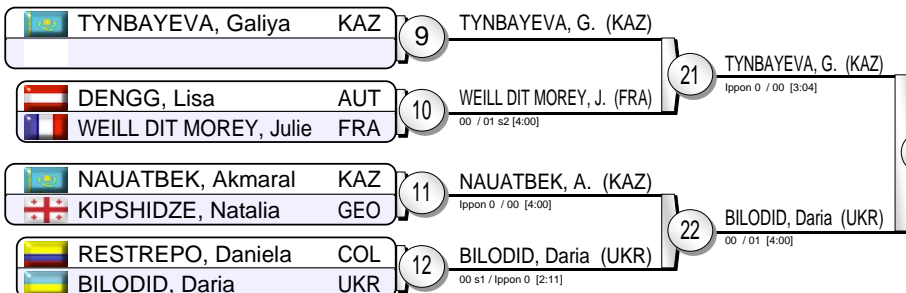 TYNBAYEVA, Galiya KAZ
DENGG, Lisa AUT
WEILL DIT MOREY, Julie FRA
NAUATBEK, Akmaral KAZ
KIPSHIDZE, Natalia GEO
RESTREPO, Daniela COL
BILODID, Daria UKR
9
TYNBAYEVA, G. (KAZ)
10
WEILL DIT MOREY, J. (FRA)
00 / 01 s2 [4:00]
11
NAUATBEK, A. (KAZ)
Ippon 0 / 00 [4:00]
12
BILODID, Daria (UKR)
00 s1 / Ippon 0 [2:11]
21
TYNBAYEVA, G. (KAZ)
Ippon 0 / 00 [3:04]
22
BILODID, Daria (UKR)
00 / 01 [4:00]